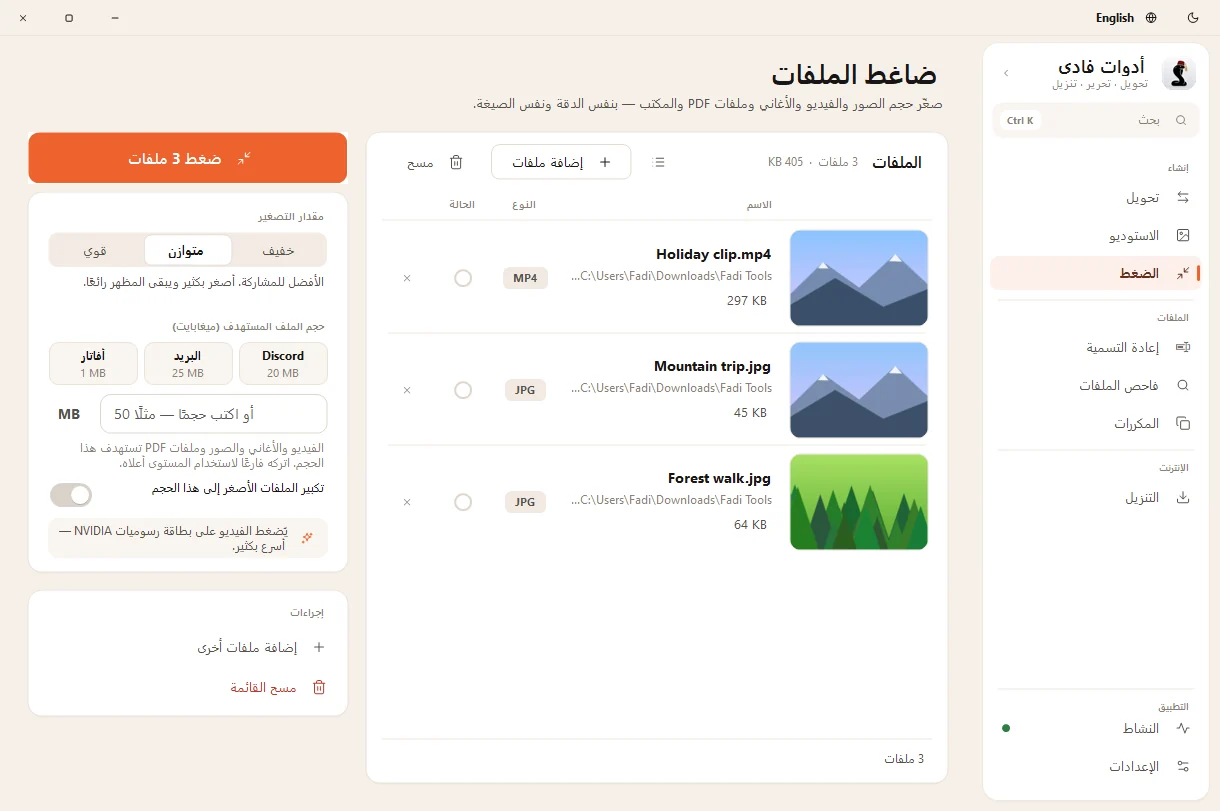 English
أدوات فادي
تحويل · تحرير · تنزيل
بحث
Ctrl K
إنشاء
تحويل
الاستوديو
الضغط
الملفات
إعادة التسمية
فاحص الملفات
المكررات
الإنترنت
التنزيل
التطبيق
النشاط
الإعدادات
ضاغط الملفات
صغّر حجم الصور والفيديو والأغاني وملفات PDF والمكتب — بنفس الدقة ونفس الصيغة.
الملفات
3 ملفات · 405 KB
إضافة ملفات
مسح
الاسم
النوع
الحالة
Holiday clip.mp4
C:\Users\Fadi\Downloads\Fadi Tools...
297 KB
MP4
Mountain trip.jpg
C:\Users\Fadi\Downloads\Fadi Tools...
45 KB
JPG
Forest walk.jpg
C:\Users\Fadi\Downloads\Fadi Tools...
64 KB
JPG
3 ملفات
ضغط 3 ملفات
مقدار التصغير
خفيف
متوازن
قوي
الأفضل للمشاركة. أصغر بكثير ويبقى المظهر رائعًا.
حجم الملف المستهدف (ميغابايت)
Discord
20 MB
البريد
25 MB
أفاتار
1 MB
أو اكتب حجمًا — مثلًا 50
MB
الفيديو والأغاني والصور وملفات PDF تستهدف هذا
الحجم. اتركه فارغًا لاستخدام المستوى أعلاه.
تكبير الملفات الأصغر إلى هذا الحجم
يُضغط الفيديو على بطاقة رسوميات NVIDIA —
أسرع بكثير.
إجراءات
إضافة ملفات أخرى
مسح القائمة